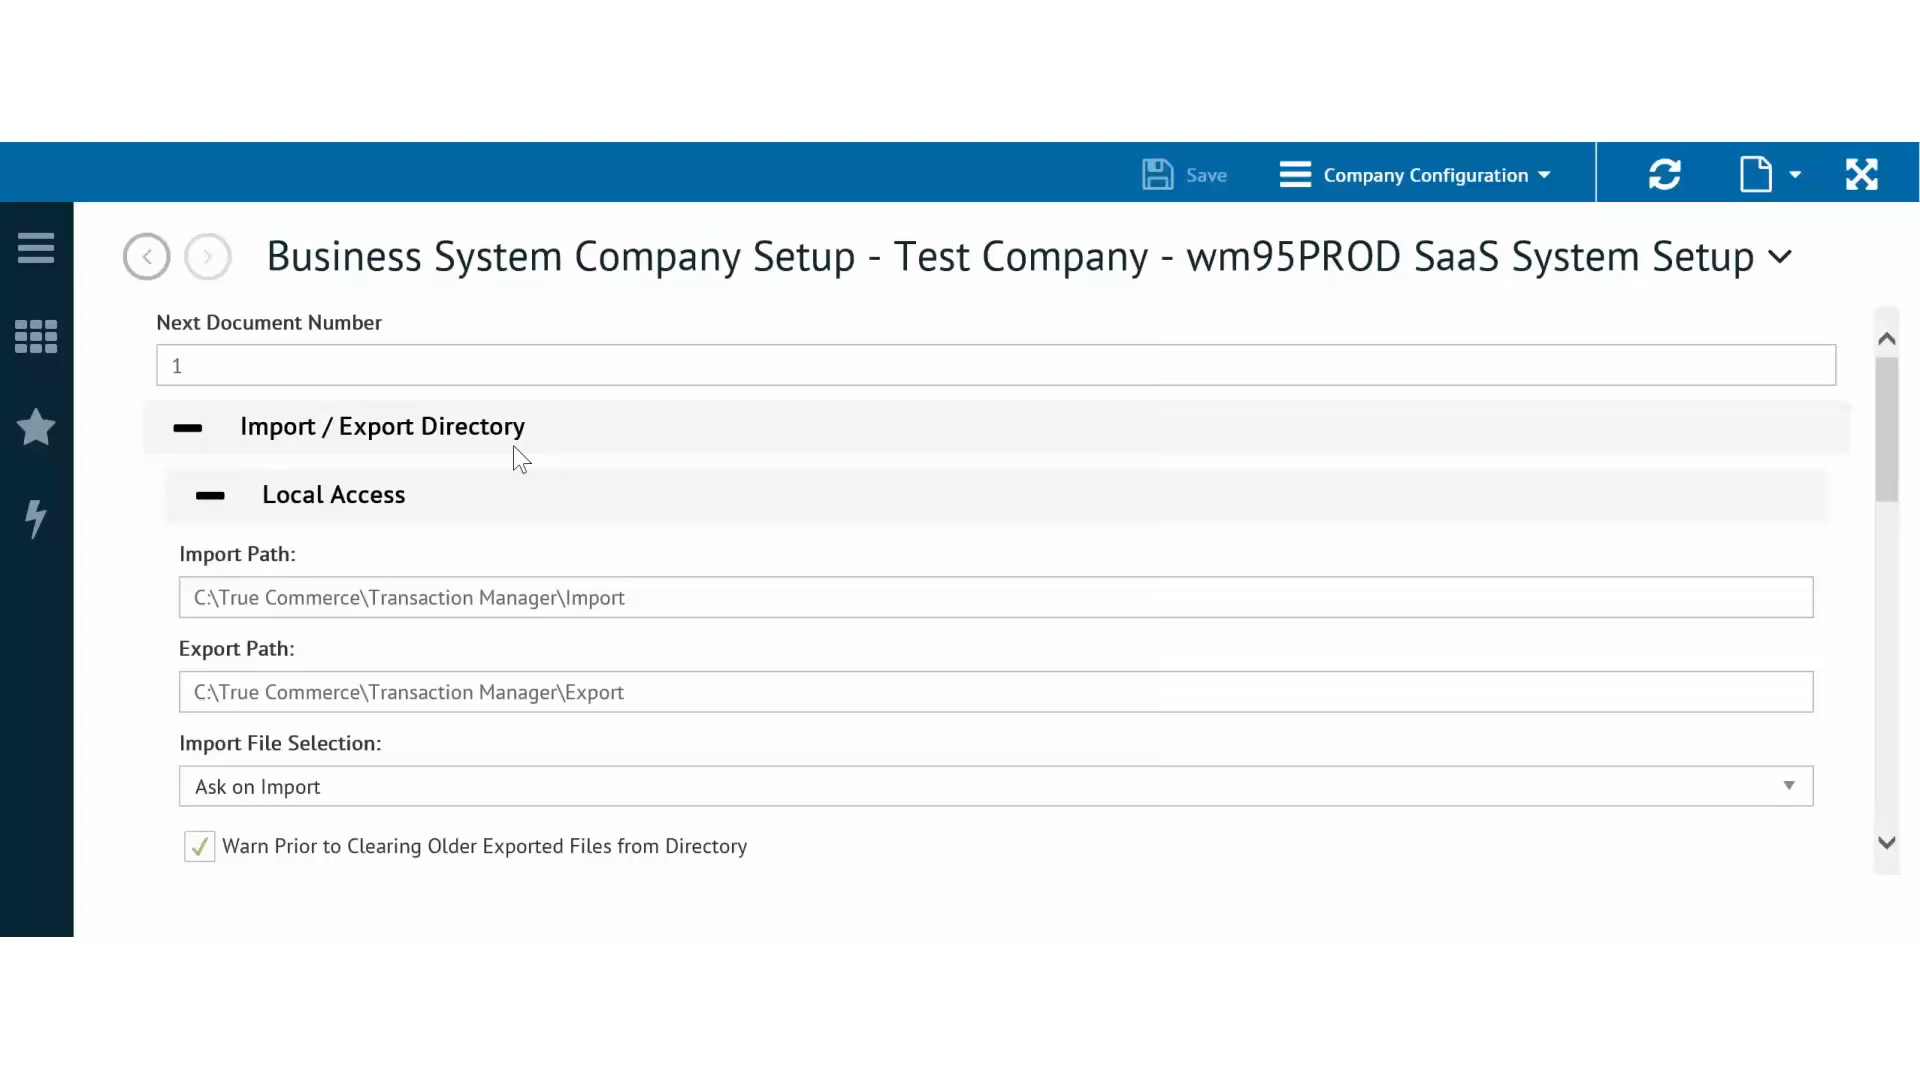 Save
Company Configuration
Business System Company Setup - Test Company - wm95PROD SaaS System Setup
Next Document Number
1
Import / Export Directory
Local Access
Import Path:
C:\True Commerce\Transaction Manager\Import
Export Path:
C:\True Commerce\Transaction Manager\Export
Import File Selection:
Ask on Import
Warn Prior to Clearing Older Exported Files from Directory